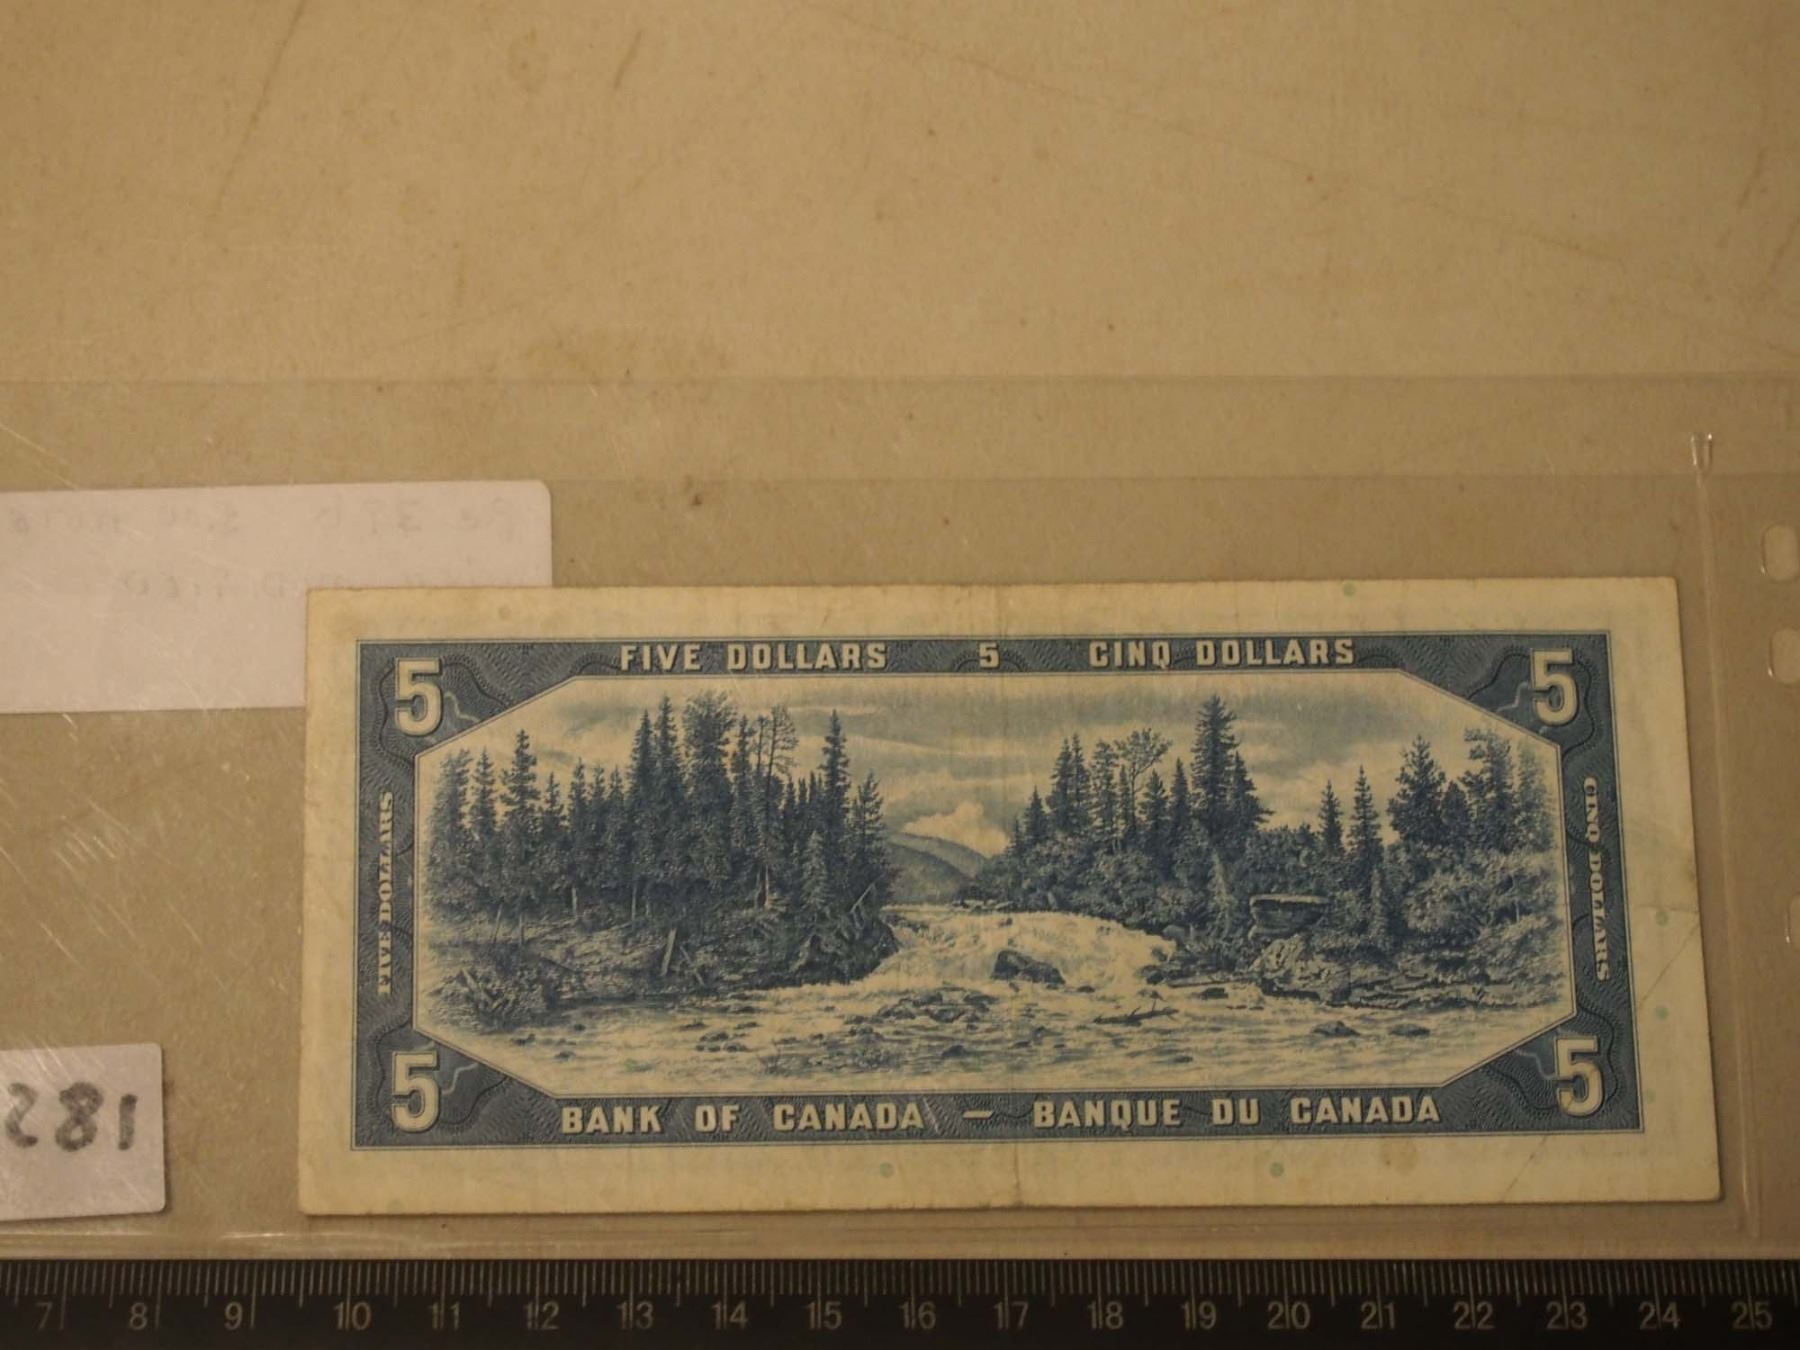 FIVE DOLLARS 5 CINQ DOLLARS
5 5
FIVE DOLLARS
CINQ DOLLARS
5 5
BANK OF CANADA — BANQUE DU CANADA
281
7 8 9 10 11 12 13 14 15 16 17 18 19 20 21 22 23 24 25